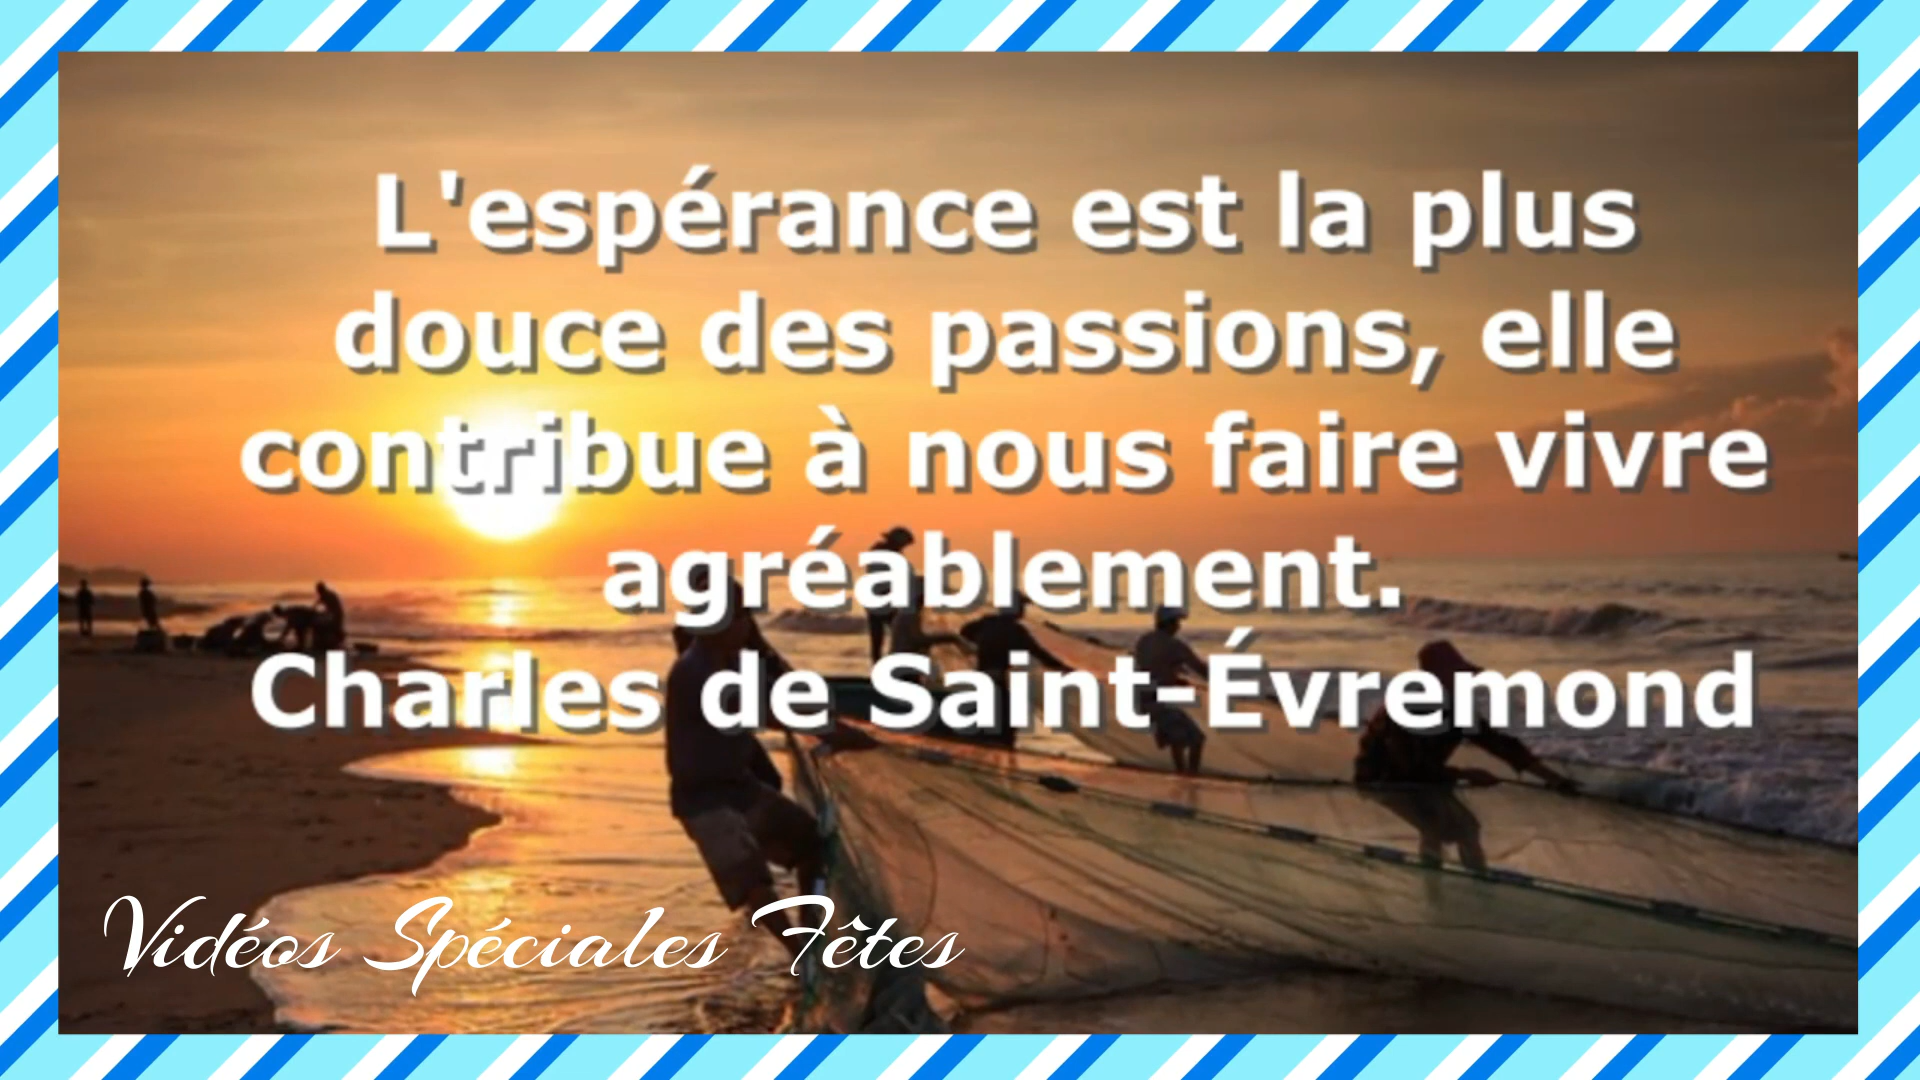 L'espérance est la plus
douce des passions, elle
contribue à nous faire vivre
agréablement.
Charles de Saint-Évremond
Vidéos Spéciales Fêtes